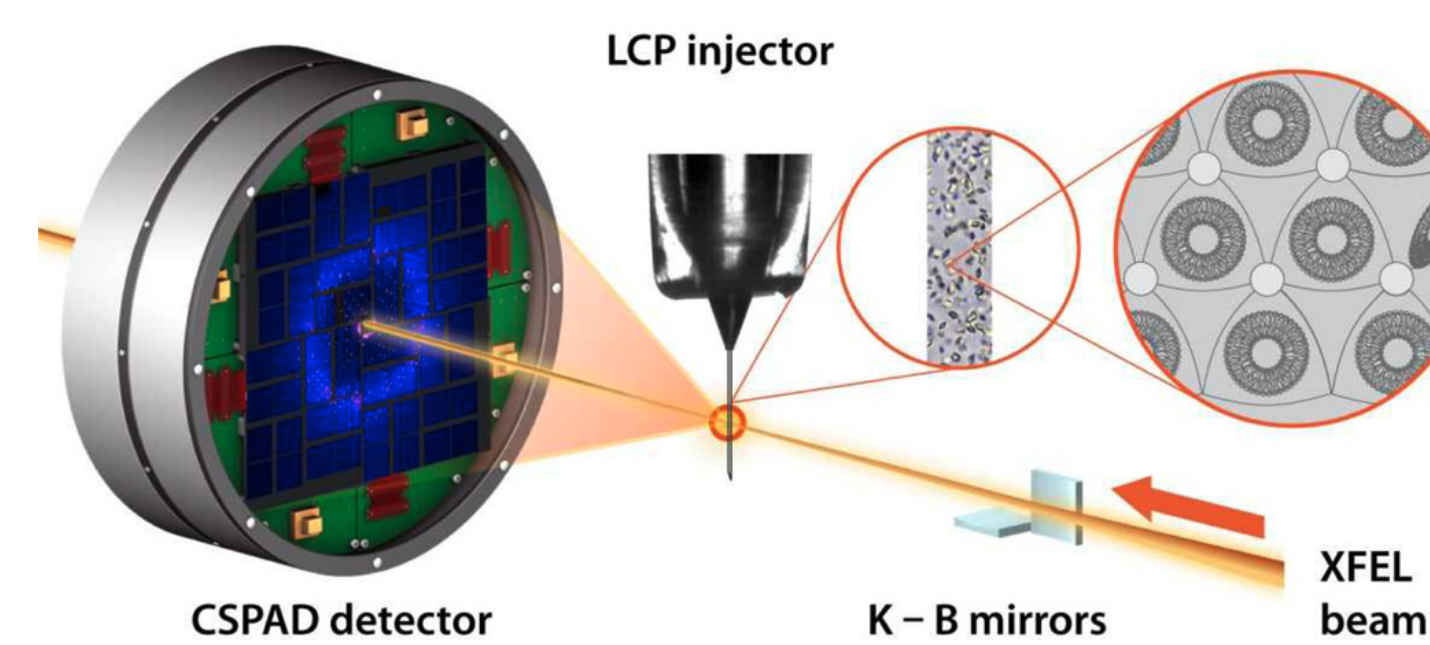 LCP injector
CSPAD detector
K – B mirrors
XFEL
beam